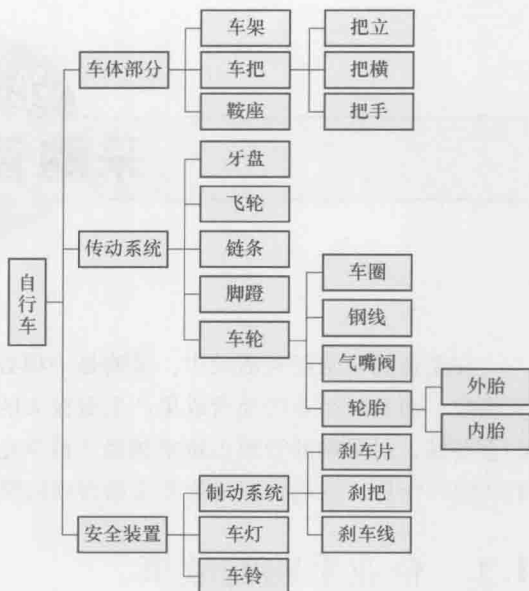 自行车
车体部分
车架
车把
把立
把横
把手
鞍座
传动系统
牙盘
飞轮
链条
脚蹬
车轮
车圈
钢线
气嘴阀
轮胎
外胎
内胎
安全装置
制动系统
刹车片
刹把
刹车线
车灯
车铃